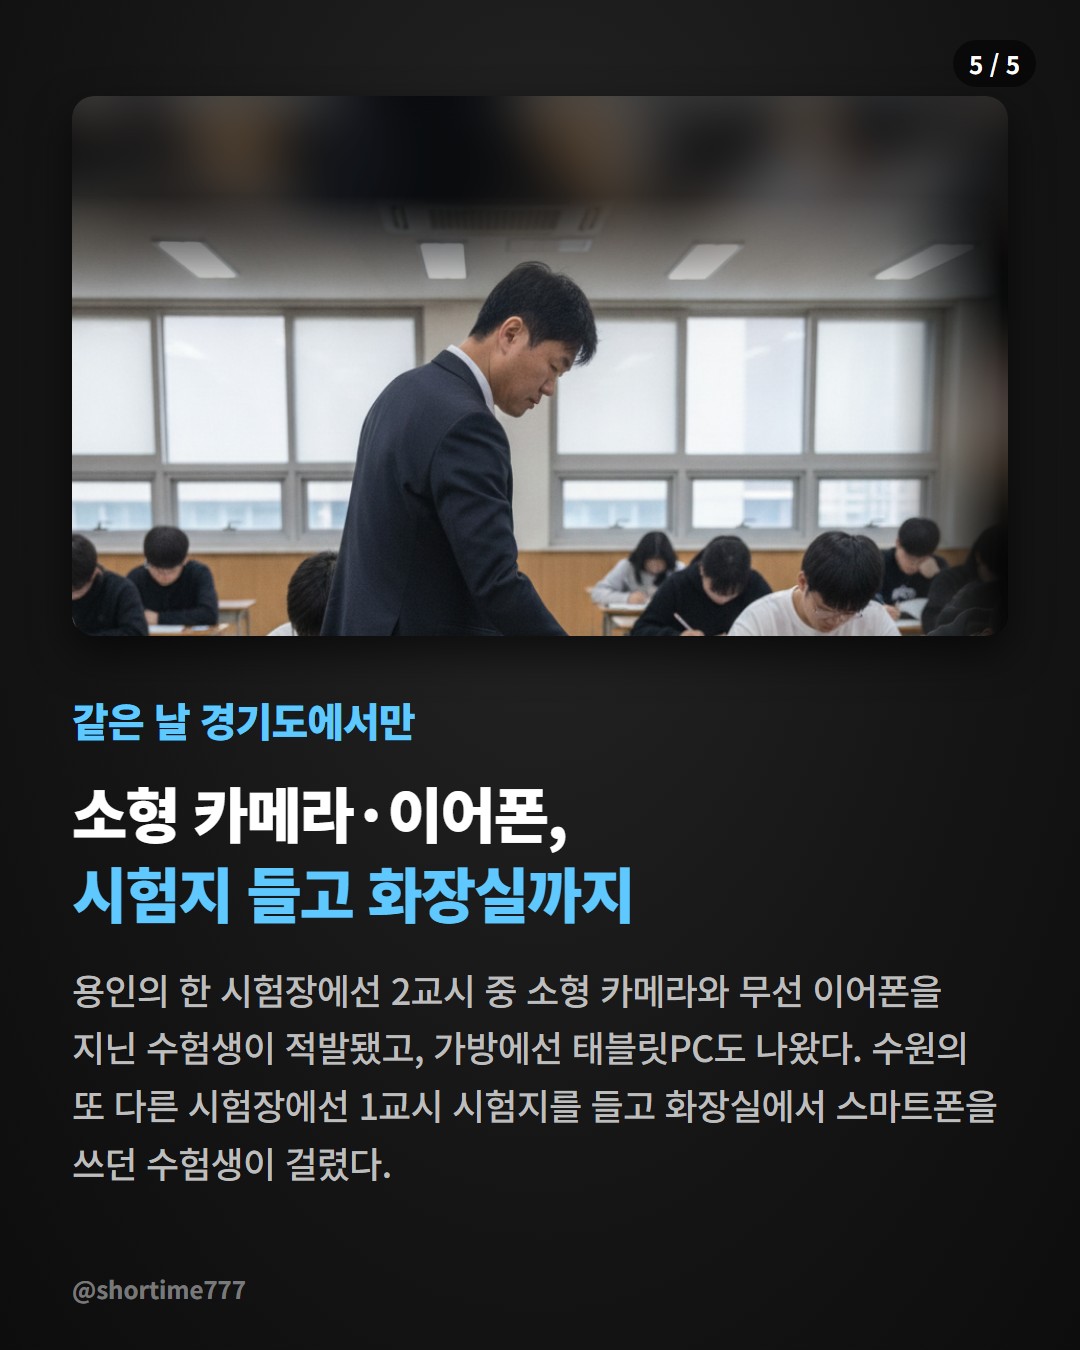 5 / 5
같은 날 경기도에서만
소형 카메라·이어폰,
시험지 들고 화장실까지
용인의 한 시험장에선 2교시 중 소형 카메라와 무선 이어폰을
지닌 수험생이 적발됐고, 가방에선 태블릿PC도 나왔다. 수원의
또 다른 시험장에선 1교시 시험지를 들고 화장실에서 스마트폰을
쓰던 수험생이 걸렸다.
@shortime777